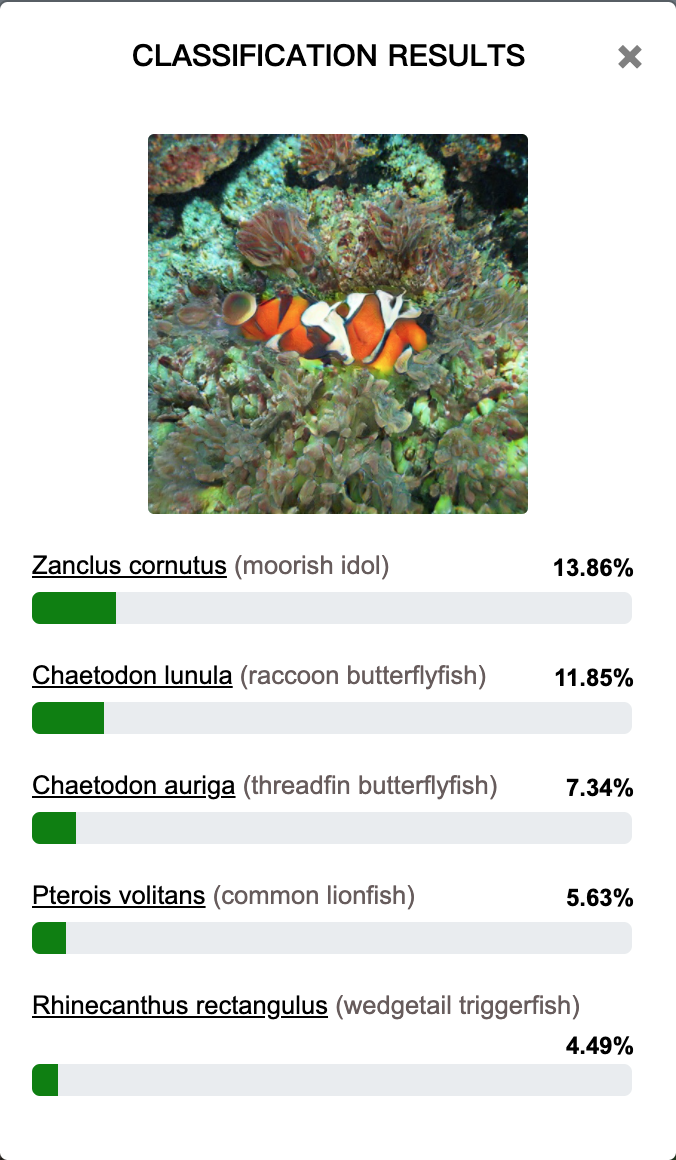 CLASSIFICATION RESULTS
Zanclus cornutus (moorish idol) 13.86%
Chaetodon lunula (raccoon butterflyfish) 11.85%
Chaetodon auriga (threadfin butterflyfish) 7.34%
Pterois volitans (common lionfish) 5.63%
Rhinecanthus rectangulus (wedgetail triggerfish)
4.49%